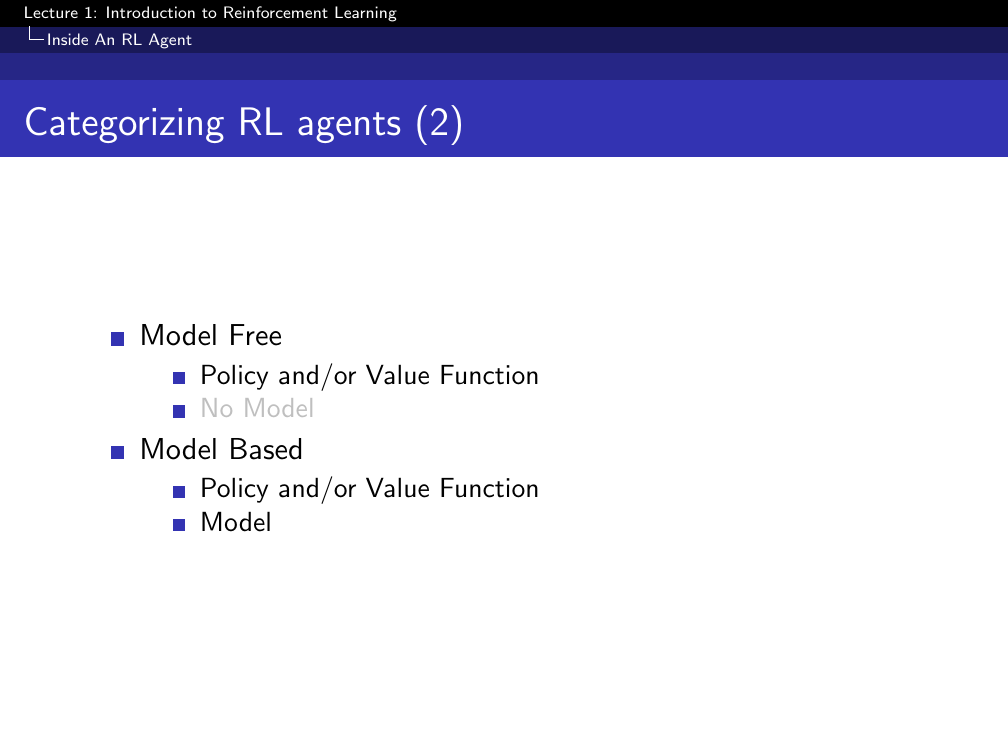 Lecture 1: Introduction to Reinforcement Learning
Inside An RL Agent
Categorizing RL agents (2)
Model Free
Policy and/or Value Function
No Model
Model Based
Policy and/or Value Function
Model